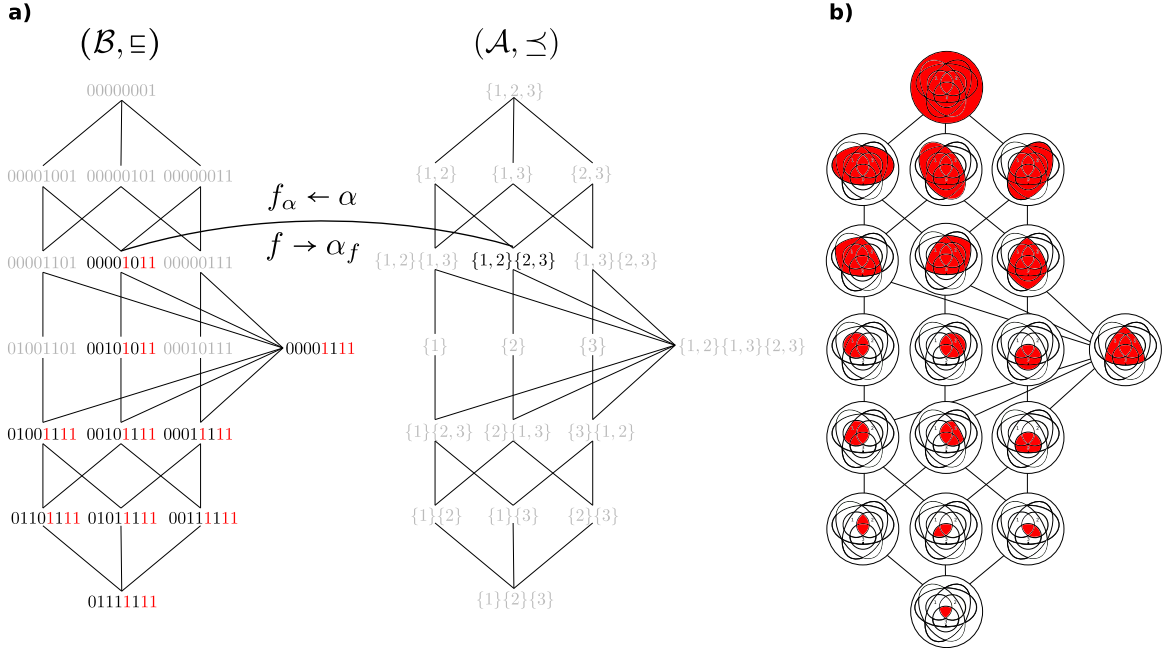 a)
b)
(ℬ, ⊑)
(𝒜, ⪯)
00000001
{1, 2, 3}
00001001 00000101 00000011
{1, 2} {1, 3} {2, 3}
f_α ← α
f → α_f
00001101 00001011 00000111
{1, 2}{1, 3} {1, 2}{2, 3} {1, 3}{2, 3}
01001101 00101011 00010111 00001111
{1} {2} {3} {1, 2}{1, 3}{2, 3}
01001111 00101111 00011111
{1}{2, 3} {2}{1, 3} {3}{1, 2}
01101111 01011111 00111111
{1}{2} {1}{3} {2}{3}
01111111
{1}{2}{3}